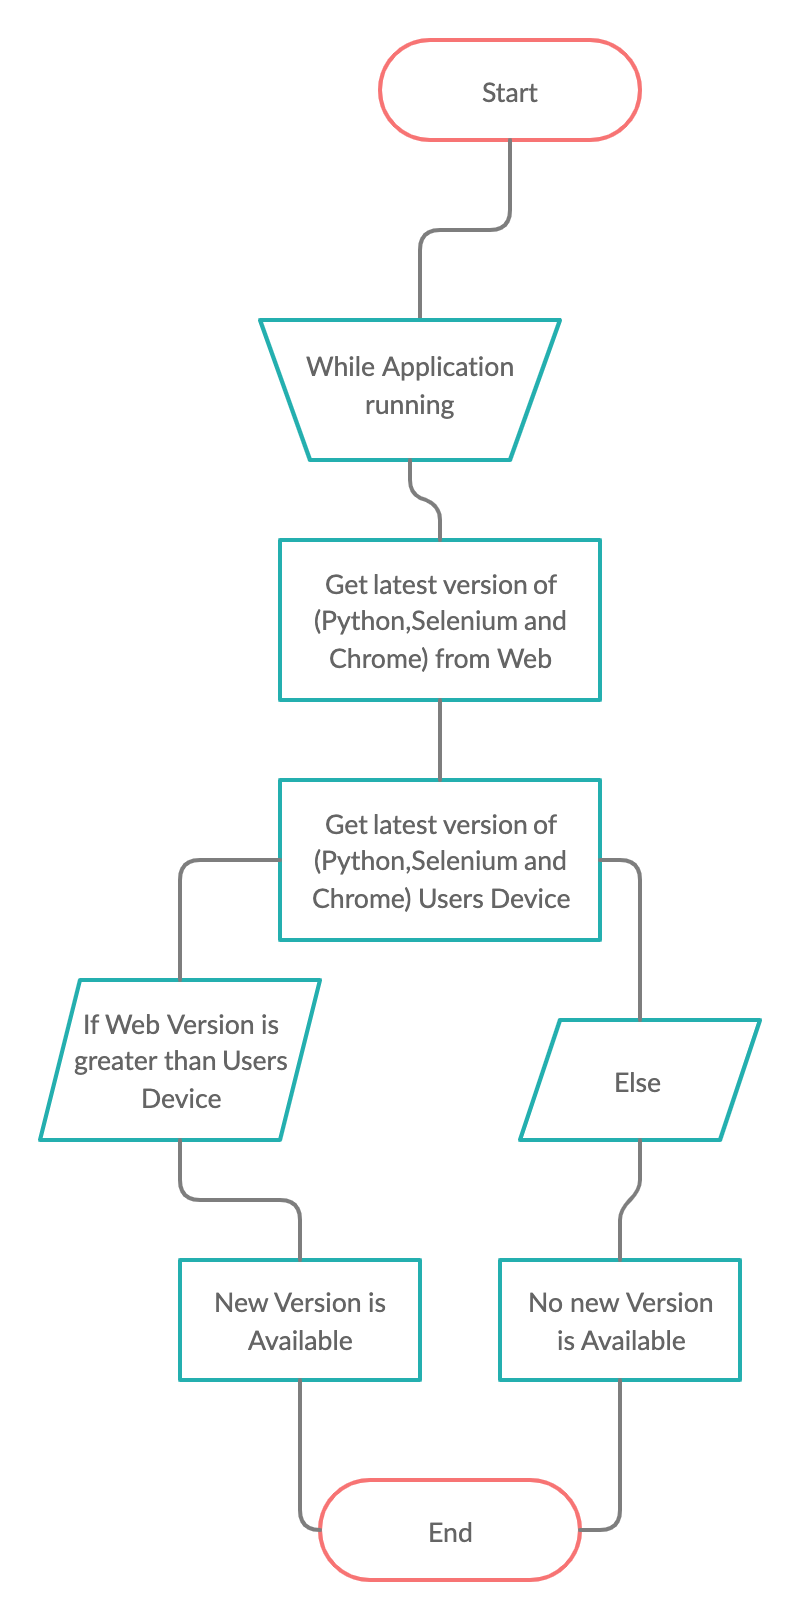 Start
While Application
running
Get latest version of
(Python,Selenium and
Chrome) from Web
Get latest version of
(Python,Selenium and
Chrome) Users Device
If Web Version is
greater than Users
Device
Else
New Version is
Available
No new Version
is Available
End